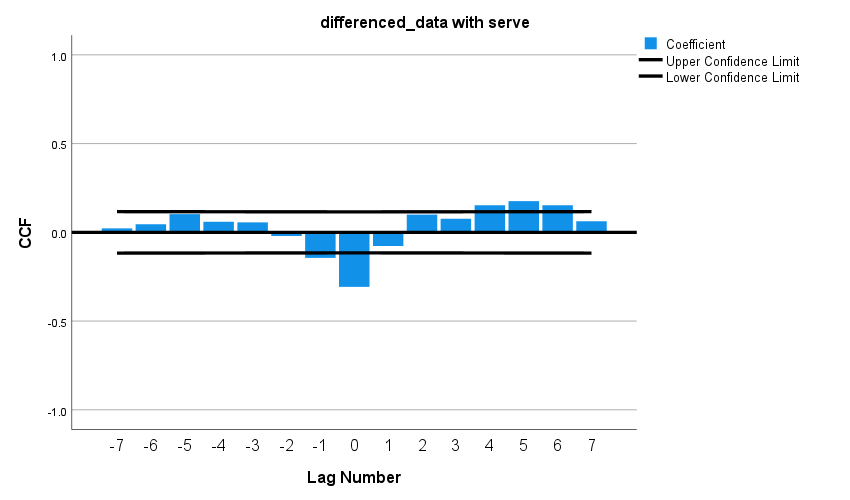 differenced_data with serve
Coefficient
Upper Confidence Limit
Lower Confidence Limit
1.0
0.5
0.0
-0.5
-1.0
CCF
-7 -6 -5 -4 -3 -2 -1 0 1 2 3 4 5 6 7
Lag Number